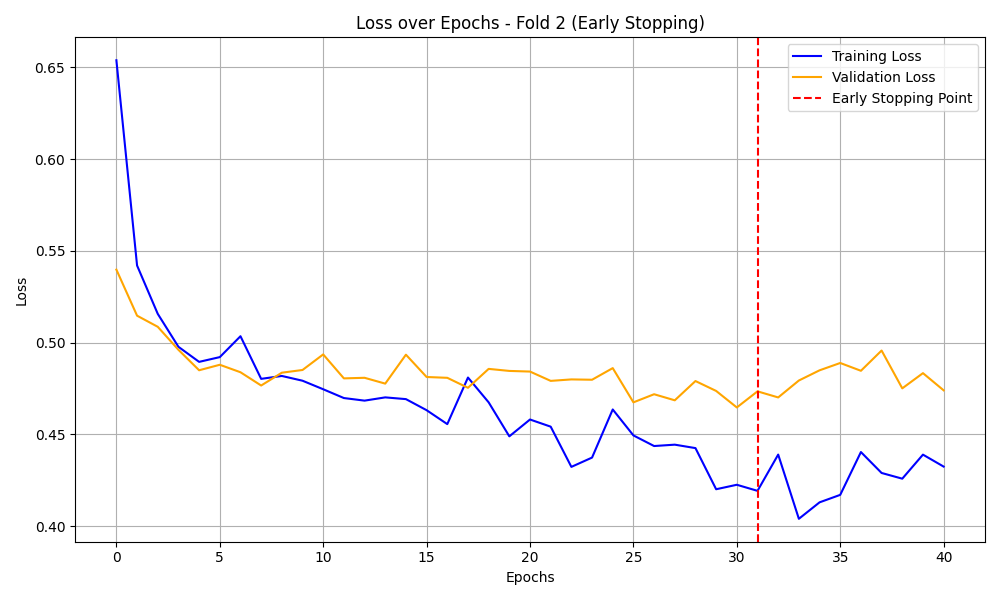 Loss over Epochs - Fold 2 (Early Stopping)
Training Loss
Validation Loss
Early Stopping Point
Loss
0.65
0.60
0.55
0.50
0.45
0.40
0 5 10 15 20 25 30 35 40
Epochs